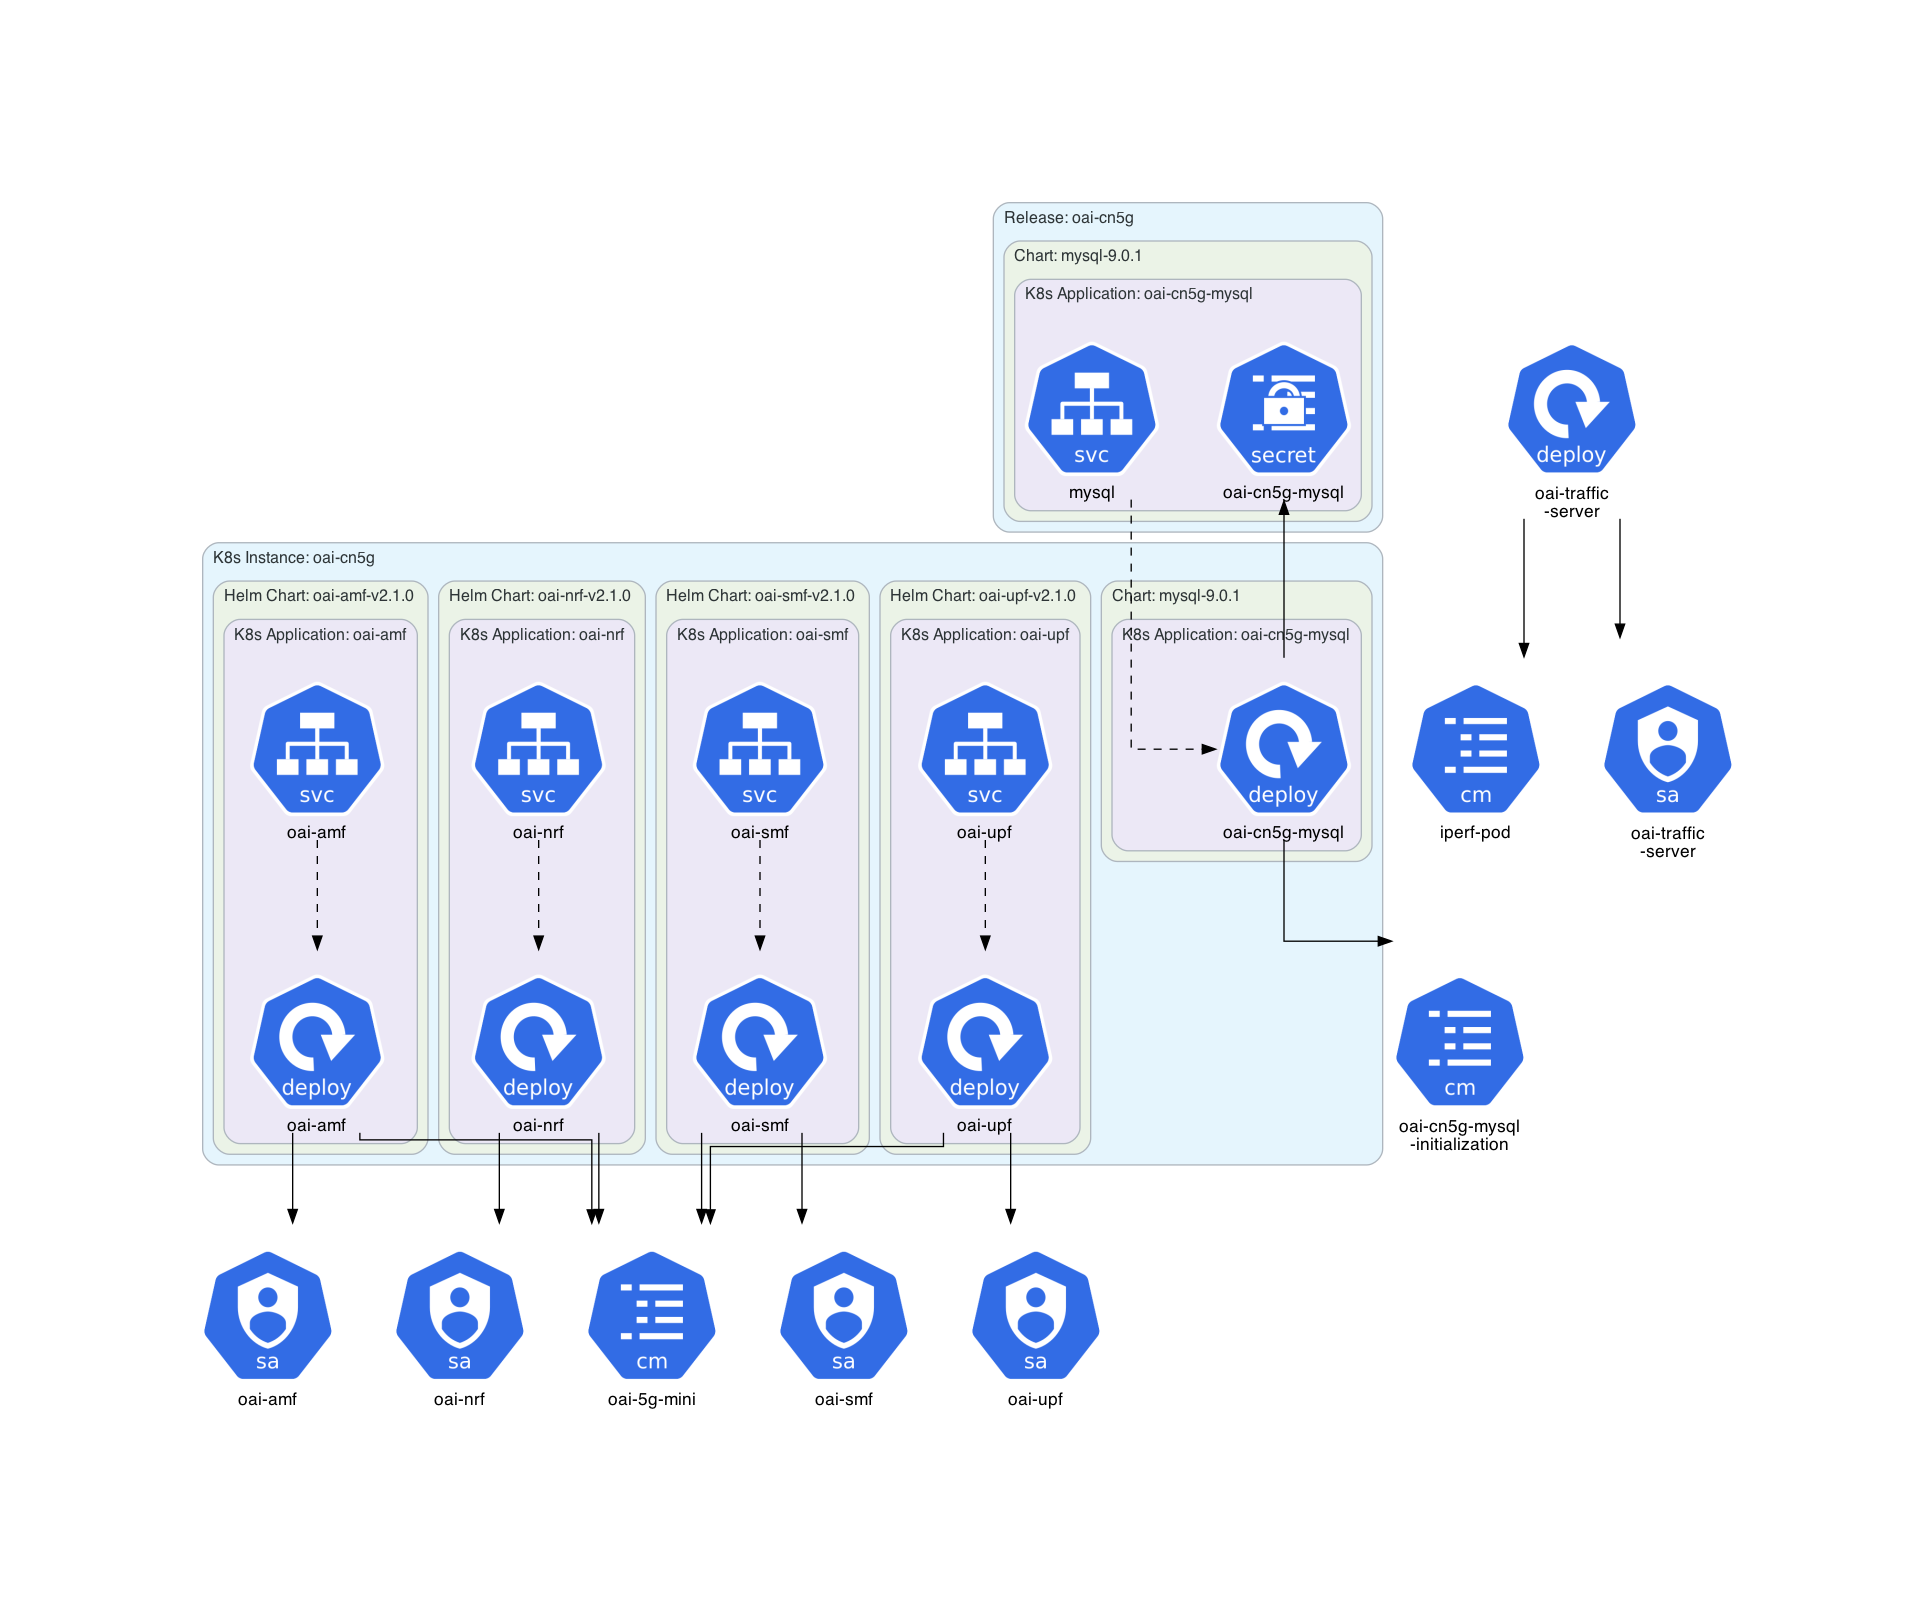 Release: oai-cn5g
Chart: mysql-9.0.1
K8s Application: oai-cn5g-mysql
svc
mysql
secret
oai-cn5g-mysql
deploy
oai-traffic
-server
K8s Instance: oai-cn5g
Helm Chart: oai-amf-v2.1.0
K8s Application: oai-amf
svc
oai-amf
deploy
oai-amf
Helm Chart: oai-nrf-v2.1.0
K8s Application: oai-nrf
svc
oai-nrf
deploy
oai-nrf
Helm Chart: oai-smf-v2.1.0
K8s Application: oai-smf
svc
oai-smf
deploy
oai-smf
Helm Chart: oai-upf-v2.1.0
K8s Application: oai-upf
svc
oai-upf
deploy
oai-upf
Chart: mysql-9.0.1
K8s Application: oai-cn5g-mysql
deploy
oai-cn5g-mysql
cm
iperf-pod
sa
oai-traffic
-server
cm
oai-cn5g-mysql
-initialization
sa
oai-amf
sa
oai-nrf
cm
oai-5g-mini
sa
oai-smf
sa
oai-upf